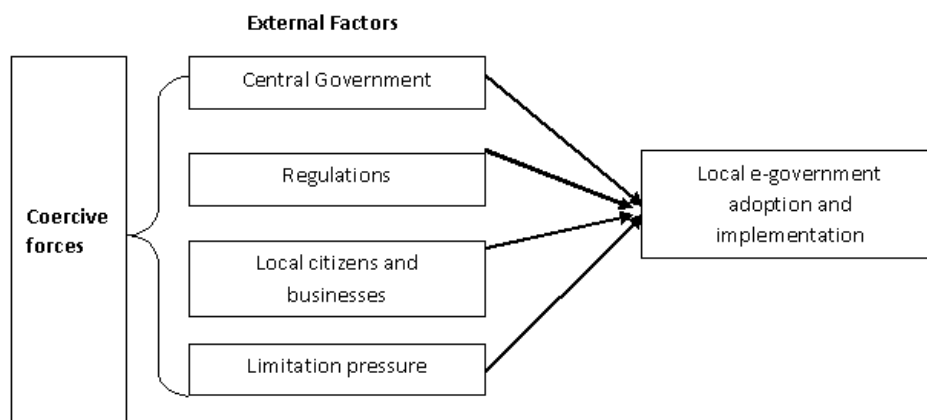 External Factors
Central Government
Regulations
Coercive
forces
Local citizens and
businesses
Limitation pressure
Local e-government
adoption and
implementation